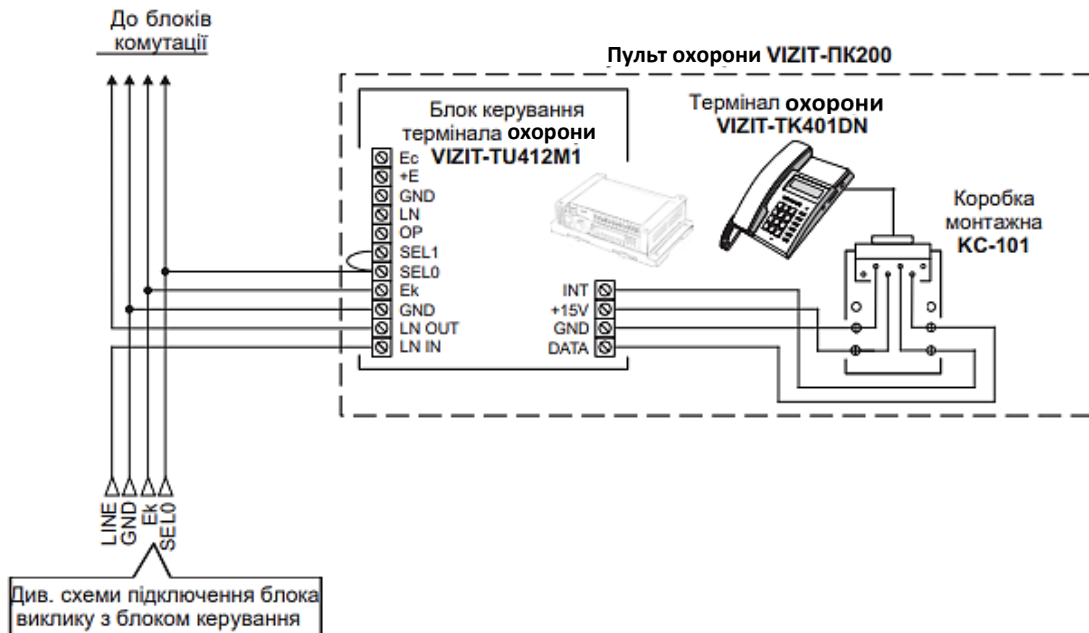 До блоків
комутації
Пульт охорони VIZIT-ПК200
Блок керування
термінала охорони
VIZIT-TU412M1
Термінал охорони
VIZIT-TK401DN
Коробка
монтажна
KC-101
Ec
+E
GND
LN
OP
SEL1
SEL0
Ek
GND
LN OUT
LN IN
INT
+15V
GND
DATA
LINE
GND
Ek
SEL0
Див. схеми підключення блока
виклику з блоком керування